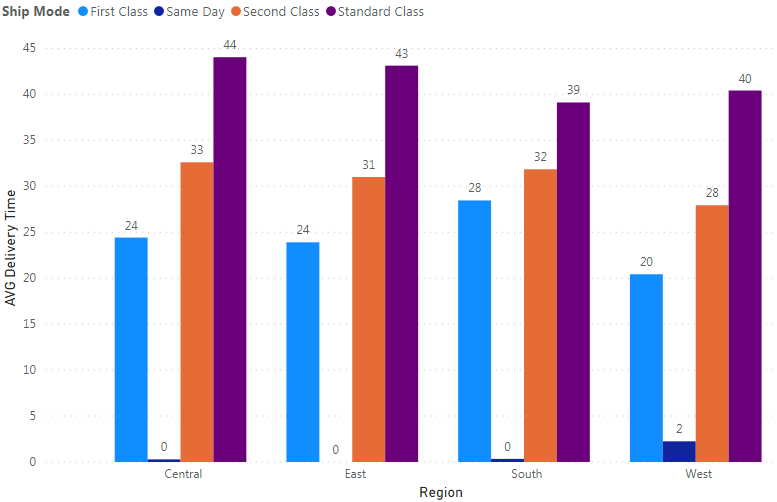 Ship Mode First Class Same Day Second Class Standard Class
AVG Delivery Time
45
40
35
30
25
20
15
10
5
0
24 0 33 44
24 0 31 43
28 0 32 39
20 2 28 40
Central East South West
Region